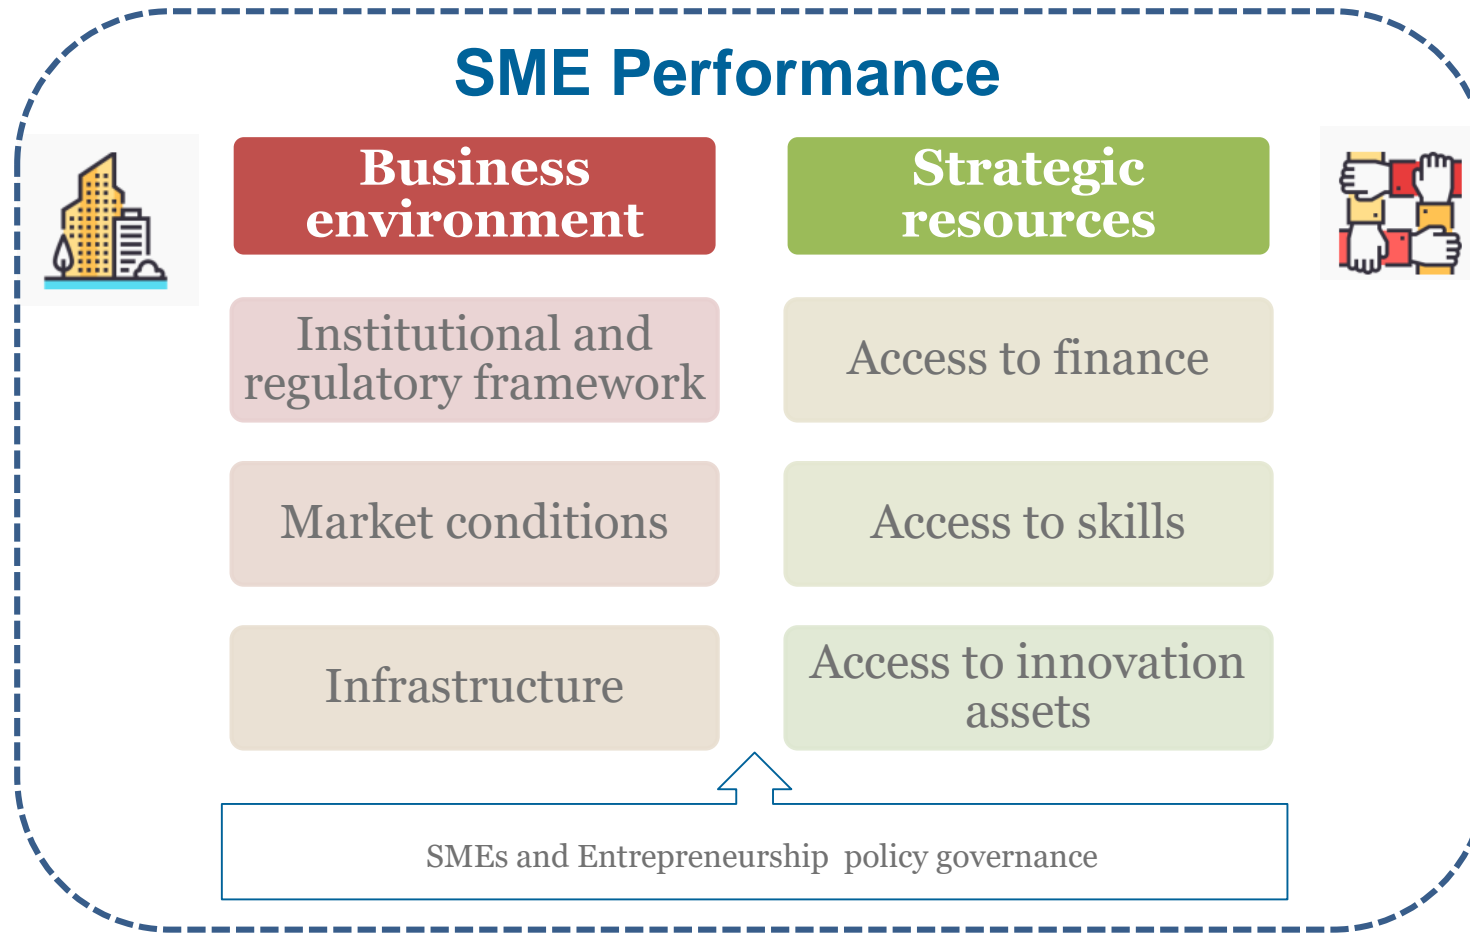 SME Performance
Business
environment
Strategic
resources
Institutional and
regulatory framework
Access to finance
Market conditions
Access to skills
Infrastructure
Access to innovation
assets
SMEs and Entrepreneurship  policy governance